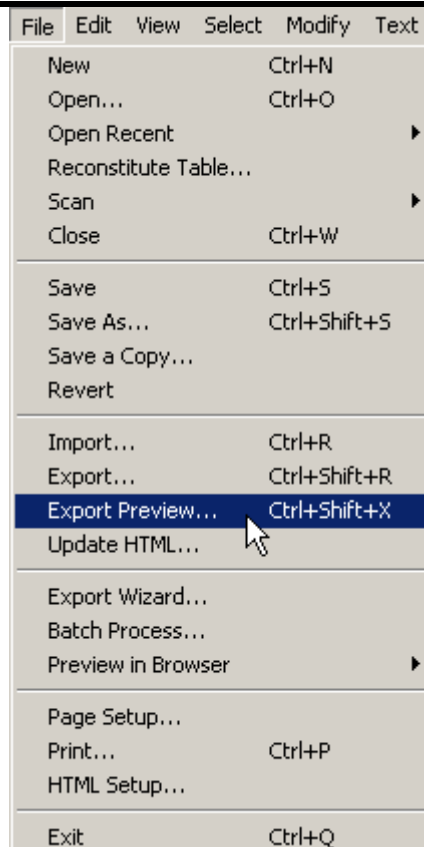 File Edit View Select Modify Text
New Ctrl+N
Open... Ctrl+O
Open Recent
Reconstitute Table...
Scan
Close Ctrl+W
Save Ctrl+S
Save As... Ctrl+Shift+S
Save a Copy...
Revert
Import... Ctrl+R
Export... Ctrl+Shift+R
Export Preview... Ctrl+Shift+X
Update HTML...
Export Wizard...
Batch Process...
Preview in Browser
Page Setup...
Print... Ctrl+P
HTML Setup...
Exit Ctrl+Q